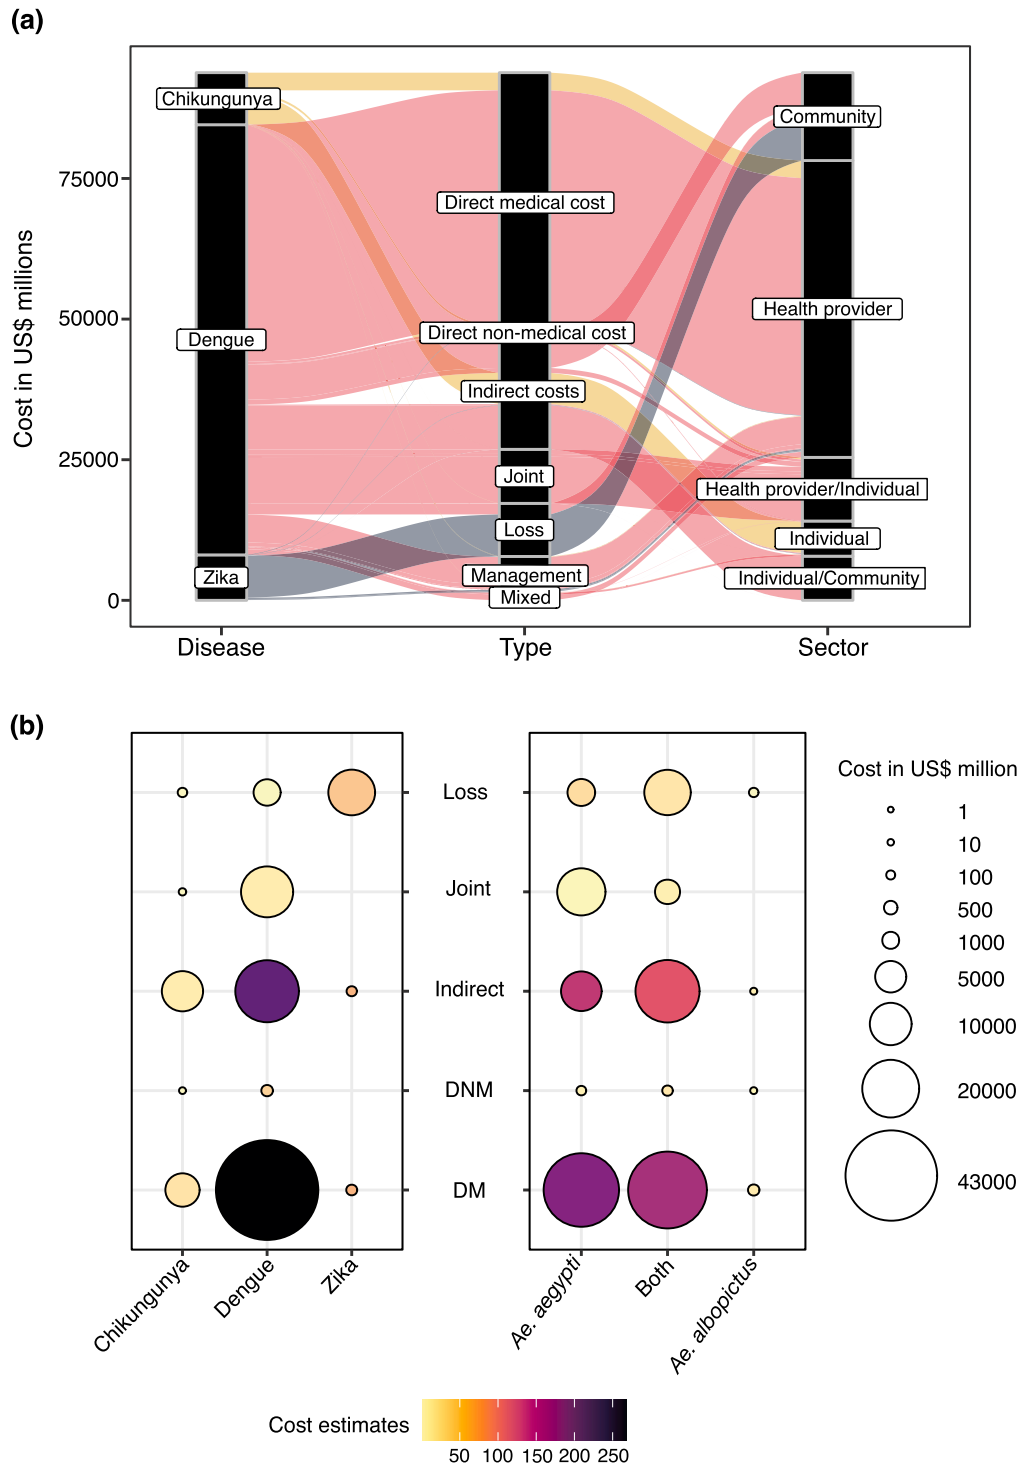 (a)
Cost in US$ millions
75000
50000
25000
0
Chikungunya
Dengue
Zika
Direct medical cost
Direct non-medical cost
Indirect costs
Joint
Loss
Management
Mixed
Community
Health provider
Health provider/Individual
Individual
Individual/Community
Disease
Type
Sector
(b)
Loss
Joint
Indirect
DNM
DM
Chikungunya
Dengue
Zika
Ae. aegypti
Both
Ae. albopictus
Cost in US$ million
1
10
100
500
1000
5000
10000
20000
43000
Cost estimates
50 100 150 200 250